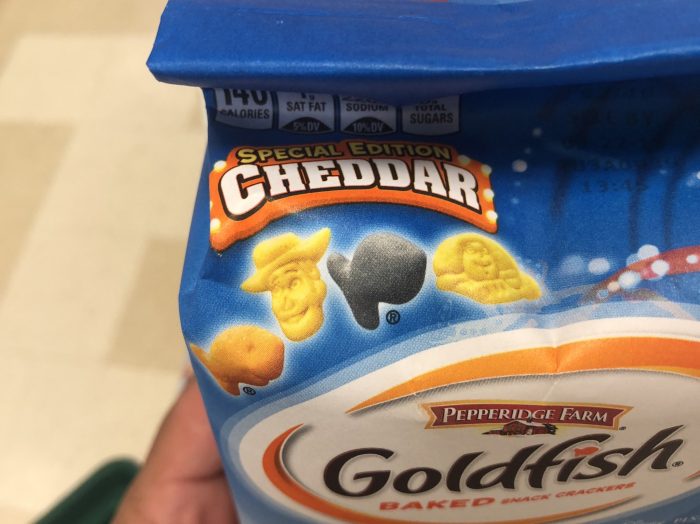 140
CALORIES
SAT FAT
5% DV
SODIUM
10% DV
TOTAL
SUGARS
SPECIAL EDITION
CHEDDAR
®
®
PEPPERIDGE FARM
Goldfish®
BAKED SNACK CRACKERS